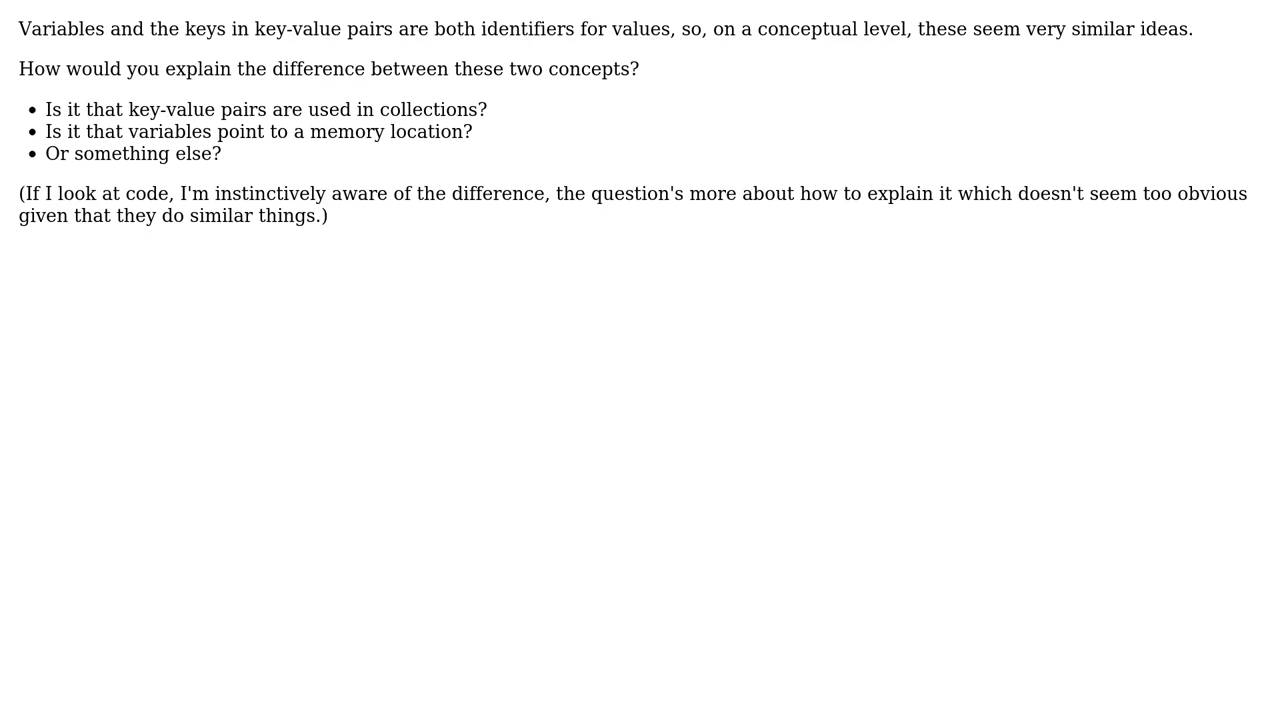 Variables and the keys in key-value pairs are both identifiers for values, so, on a conceptual level, these seem very similar ideas.
How would you explain the difference between these two concepts?
• Is it that key-value pairs are used in collections?
• Is it that variables point to a memory location?
• Or something else?
(If I look at code, I'm instinctively aware of the difference, the question's more about how to explain it which doesn't seem too obvious
given that they do similar things.)